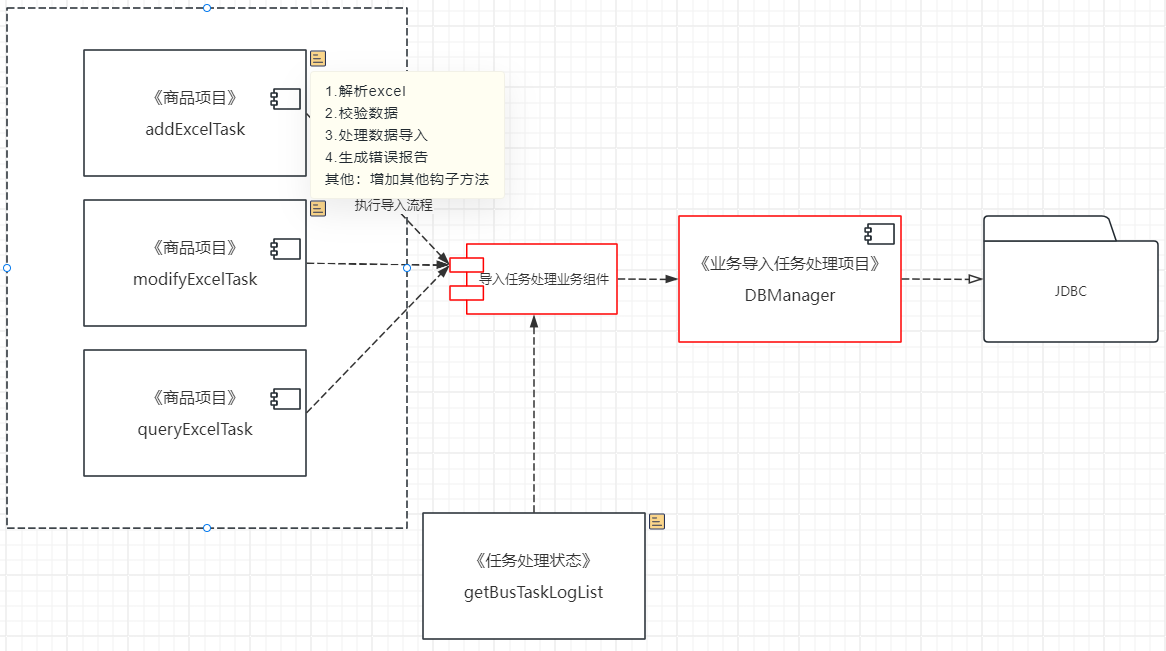 《商品项目》
addExcelTask
1.解析excel
2.校验数据
3.处理数据导入
4.生成错误报告
其他：增加其他钩子方法
执行导入流程
《商品项目》
modifyExcelTask
导入任务处理业务组件
《业务导入任务处理项目》
DBManager
JDBC
《商品项目》
queryExcelTask
《任务处理状态》
getBusTaskLogList